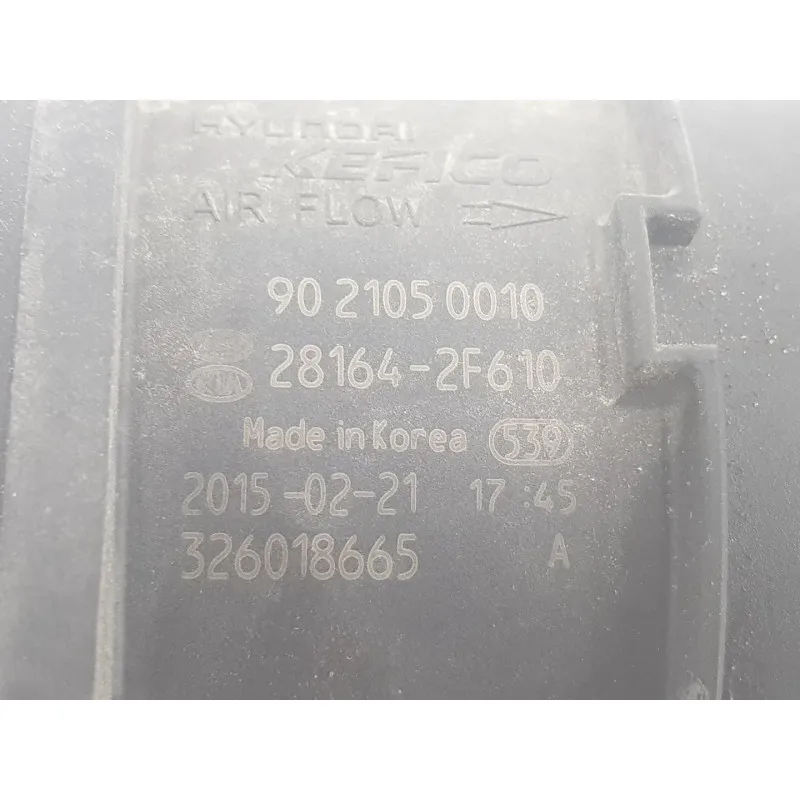 HYUNDAI
KEFICO
AIR FLOW
90 2105 0010
28164-2F610
KIA
Made in Korea 539
2015-02-21 17:45
326018665 A